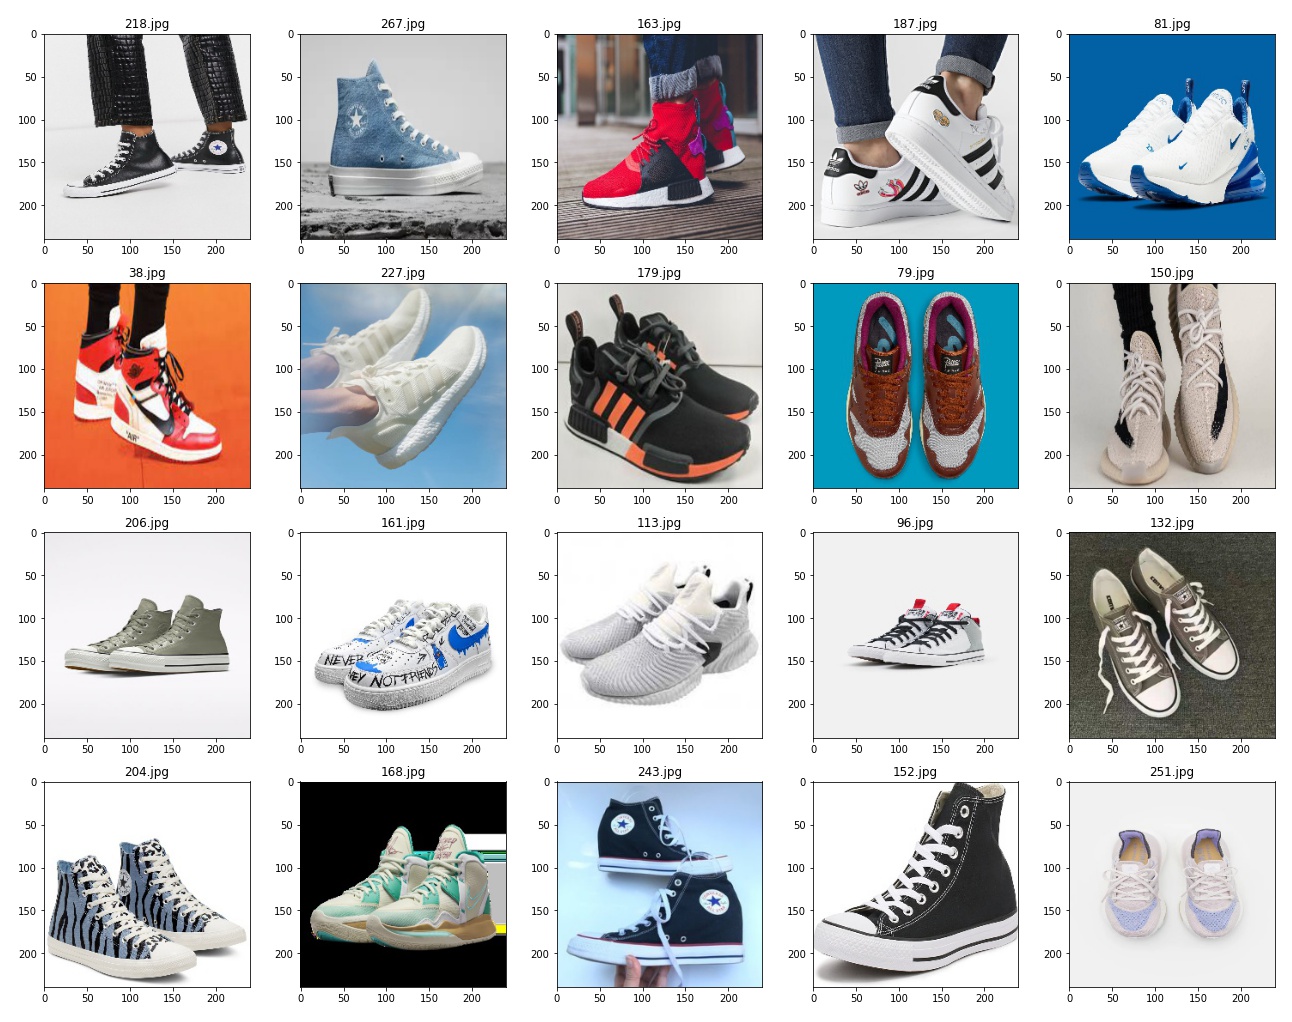 218.jpg 267.jpg 163.jpg 187.jpg 81.jpg
0 0 0 0 0
50 50 50 50 50
100 100 100 100 100
150 150 150 150 150
200 200 200 200 200
0 50 100 150 200 0 50 100 150 200 0 50 100 150 200 0 50 100 150 200 0 50 100 150 200
38.jpg 227.jpg 179.jpg 79.jpg 150.jpg
0 0 0 0 0
50 50 50 50 50
100 100 100 100 100
150 150 150 150 150
"AIR"
200 200 200 200 200
0 50 100 150 200 0 50 100 150 200 0 50 100 150 200 0 50 100 150 200 0 50 100 150 200
206.jpg 161.jpg 113.jpg 96.jpg 132.jpg
0 0 0 0 0
50 50 50 50 50
100 100 100 100 100
150 150 150 150 150
NEVER
NOT FRIENDS
200 200 200 200 200
0 50 100 150 200 0 50 100 150 200 0 50 100 150 200 0 50 100 150 200 0 50 100 150 200
204.jpg 168.jpg 243.jpg 152.jpg 251.jpg
0 0 0 0 0
50 50 50 50 50
100 100 100 100 100
150 150 150 150 150
200 200 200 200 200
0 50 100 150 200 0 50 100 150 200 0 50 100 150 200 0 50 100 150 200 0 50 100 150 200